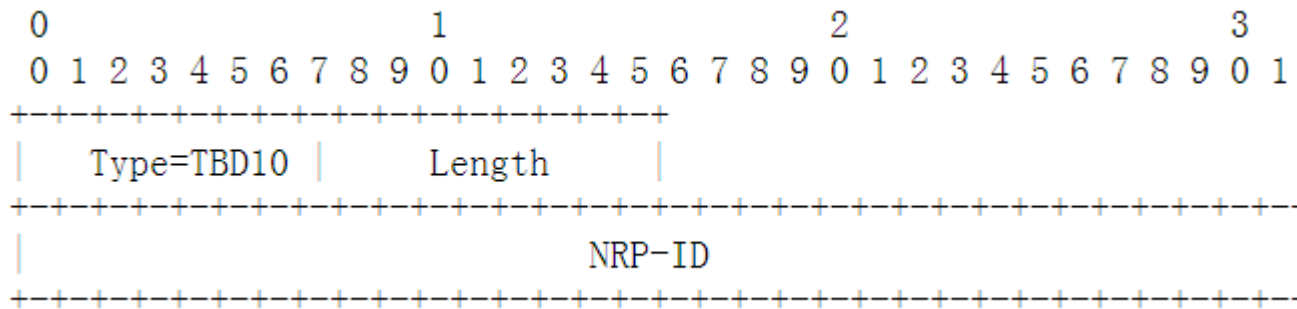 0 1 2 3
0 1 2 3 4 5 6 7 8 9 0 1 2 3 4 5 6 7 8 9 0 1 2 3 4 5 6 7 8 9 0 1
+-+-+-+-+-+-+-+-+-+-+-+-+-+-+-+-+
| Type=TBD10 | Length |
+-+-+-+-+-+-+-+-+-+-+-+-+-+-+-+-+-+-+-+-+-+-+-+-+-+-+-+-+-+-+-+--
| NRP-ID
+-+-+-+-+-+-+-+-+-+-+-+-+-+-+-+-+-+-+-+-+-+-+-+-+-+-+-+-+-+-+-+--